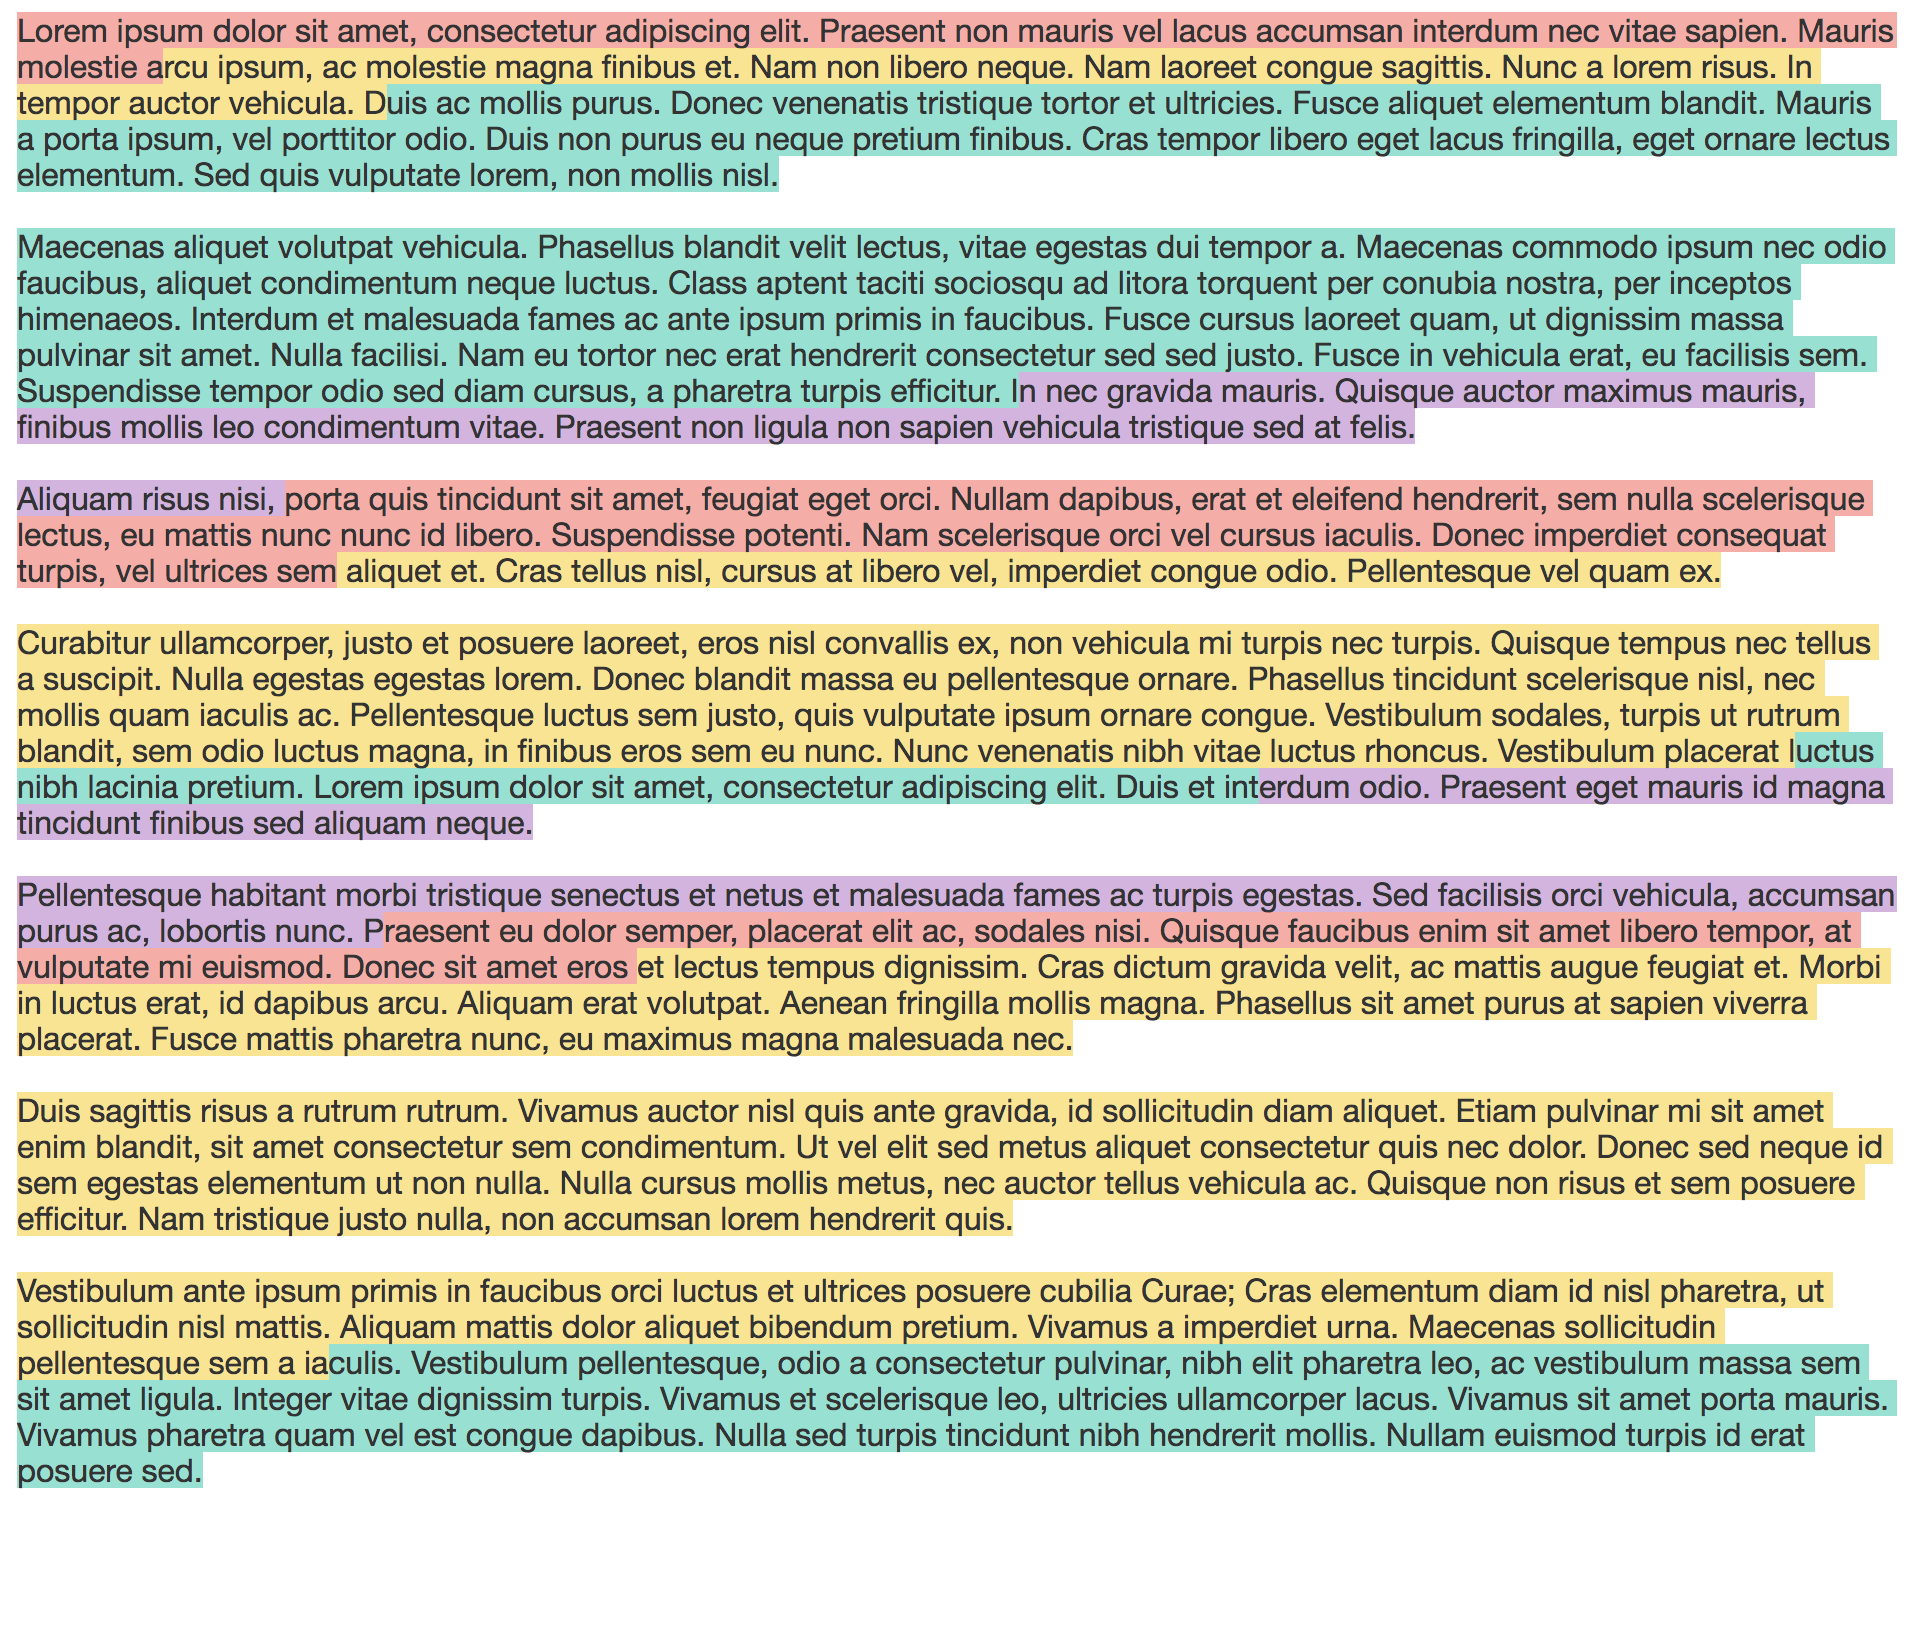 Lorem ipsum dolor sit amet, consectetur adipiscing elit. Praesent non mauris vel lacus accumsan interdum nec vitae sapien. Mauris
molestie arcu ipsum, ac molestie magna finibus et. Nam non libero neque. Nam laoreet congue sagittis. Nunc a lorem risus. In
tempor auctor vehicula. Duis ac mollis purus. Donec venenatis tristique tortor et ultricies. Fusce aliquet elementum blandit. Mauris
a porta ipsum, vel porttitor odio. Duis non purus eu neque pretium finibus. Cras tempor libero eget lacus fringilla, eget ornare lectus
elementum. Sed quis vulputate lorem, non mollis nisl.
Maecenas aliquet volutpat vehicula. Phasellus blandit velit lectus, vitae egestas dui tempor a. Maecenas commodo ipsum nec odio
faucibus, aliquet condimentum neque luctus. Class aptent taciti sociosqu ad litora torquent per conubia nostra, per inceptos
himenaeos. Interdum et malesuada fames ac ante ipsum primis in faucibus. Fusce cursus laoreet quam, ut dignissim massa
pulvinar sit amet. Nulla facilisi. Nam eu tortor nec erat hendrerit consectetur sed sed justo. Fusce in vehicula erat, eu facilisis sem.
Suspendisse tempor odio sed diam cursus, a pharetra turpis efficitur. In nec gravida mauris. Quisque auctor maximus mauris,
finibus mollis leo condimentum vitae. Praesent non ligula non sapien vehicula tristique sed at felis.
Aliquam risus nisi, porta quis tincidunt sit amet, feugiat eget orci. Nullam dapibus, erat et eleifend hendrerit, sem nulla scelerisque
lectus, eu mattis nunc nunc id libero. Suspendisse potenti. Nam scelerisque orci vel cursus iaculis. Donec imperdiet consequat
turpis, vel ultrices sem aliquet et. Cras tellus nisl, cursus at libero vel, imperdiet congue odio. Pellentesque vel quam ex.
Curabitur ullamcorper, justo et posuere laoreet, eros nisl convallis ex, non vehicula mi turpis nec turpis. Quisque tempus nec tellus
a suscipit. Nulla egestas egestas lorem. Donec blandit massa eu pellentesque ornare. Phasellus tincidunt scelerisque nisl, nec
mollis quam iaculis ac. Pellentesque luctus sem justo, quis vulputate ipsum ornare congue. Vestibulum sodales, turpis ut rutrum
blandit, sem odio luctus magna, in finibus eros sem eu nunc. Nunc venenatis nibh vitae luctus rhoncus. Vestibulum placerat luctus
nibh lacinia pretium. Lorem ipsum dolor sit amet, consectetur adipiscing elit. Duis et interdum odio. Praesent eget mauris id magna
tincidunt finibus sed aliquam neque.
Pellentesque habitant morbi tristique senectus et netus et malesuada fames ac turpis egestas. Sed facilisis orci vehicula, accumsan
purus ac, lobortis nunc. Praesent eu dolor semper, placerat elit ac, sodales nisi. Quisque faucibus enim sit amet libero tempor, at
vulputate mi euismod. Donec sit amet eros et lectus tempus dignissim. Cras dictum gravida velit, ac mattis augue feugiat et. Morbi
in luctus erat, id dapibus arcu. Aliquam erat volutpat. Aenean fringilla mollis magna. Phasellus sit amet purus at sapien viverra
placerat. Fusce mattis pharetra nunc, eu maximus magna malesuada nec.
Duis sagittis risus a rutrum rutrum. Vivamus auctor nisl quis ante gravida, id sollicitudin diam aliquet. Etiam pulvinar mi sit amet
enim blandit, sit amet consectetur sem condimentum. Ut vel elit sed metus aliquet consectetur quis nec dolor. Donec sed neque id
sem egestas elementum ut non nulla. Nulla cursus mollis metus, nec auctor tellus vehicula ac. Quisque non risus et sem posuere
efficitur. Nam tristique justo nulla, non accumsan lorem hendrerit quis.
Vestibulum ante ipsum primis in faucibus orci luctus et ultrices posuere cubilia Curae; Cras elementum diam id nisl pharetra, ut
sollicitudin nisl mattis. Aliquam mattis dolor aliquet bibendum pretium. Vivamus a imperdiet urna. Maecenas sollicitudin
pellentesque sem a iaculis. Vestibulum pellentesque, odio a consectetur pulvinar, nibh elit pharetra leo, ac vestibulum massa sem
sit amet ligula. Integer vitae dignissim turpis. Vivamus et scelerisque leo, ultricies ullamcorper lacus. Vivamus sit amet porta mauris.
Vivamus pharetra quam vel est congue dapibus. Nulla sed turpis tincidunt nibh hendrerit mollis. Nullam euismod turpis id erat
posuere sed.